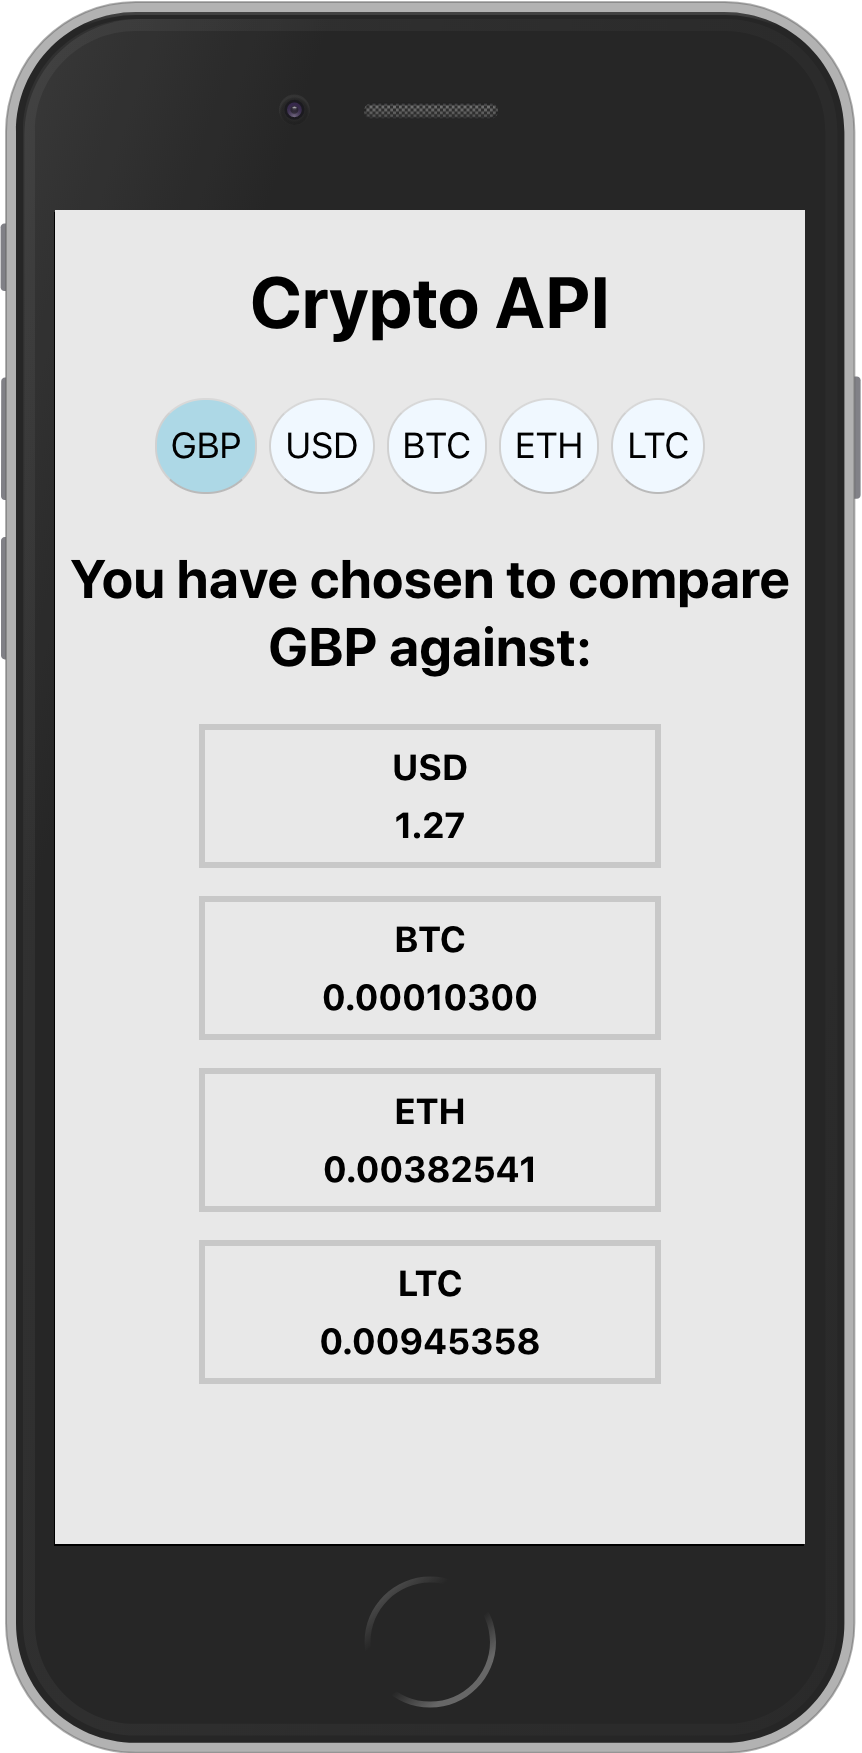 Crypto API
GBP USD BTC ETH LTC
You have chosen to compare
GBP against:
USD
1.27
BTC
0.00010300
ETH
0.00382541
LTC
0.00945358